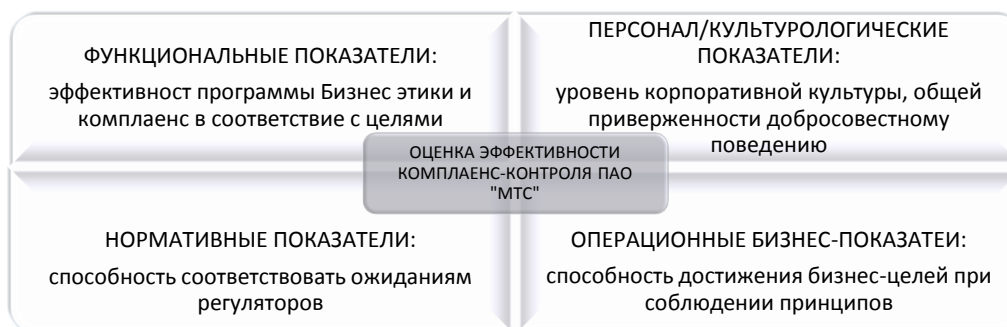 ФУНКЦИОНАЛЬНЫЕ ПОКАЗАТЕЛИ:
эффективност программы Бизнес этики и
комплаенс в соответствие с целями
ПЕРСОНАЛ/КУЛЬТУРОЛОГИЧЕСКИЕ
ПОКАЗАТЕЛИ:
уровень корпоративной культуры, общей
приверженности добросовестному
поведению
ОЦЕНКА ЭФФЕКТИВНОСТИ
КОМПЛАЕНС-КОНТРОЛЯ ПАО
"МТС"
НОРМАТИВНЫЕ ПОКАЗАТЕЛИ:
способность соответствовать ожиданиям
регуляторов
ОПЕРАЦИОННЫЕ БИЗНЕС-ПОКАЗАТЕИ:
способность достижения бизнес-целей при
соблюдении принципов